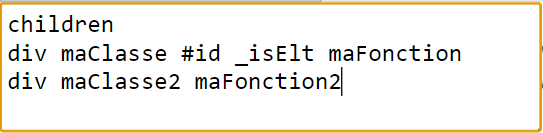 children
div maClasse #id _isElt maFonction
div maClasse2 maFonction2